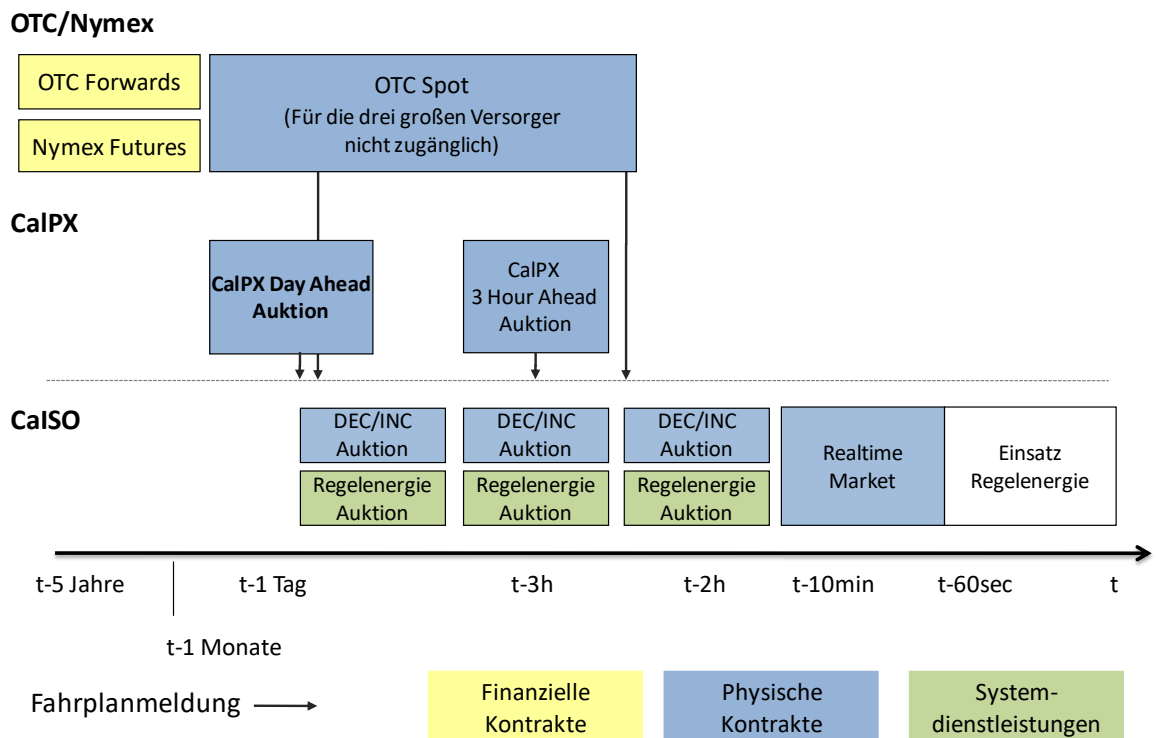 OTC/Nymex
OTC Forwards
Nymex Futures
OTC Spot
(Für die drei großen Versorger
nicht zugänglich)
CalPX
CalPX Day Ahead
Auktion
CalPX
3 Hour Ahead
Auktion
CalSO
DEC/INC
Auktion
DEC/INC
Auktion
DEC/INC
Auktion
Regelenergie
Auktion
Regelenergie
Auktion
Regelenergie
Auktion
Realtime
Market
Einsatz
Regelenergie
t-5 Jahre
t-1 Tag
t-3h
t-2h
t-10min
t-60sec
t
t-1 Monate
Fahrplanmeldung
Finanzielle
Kontrakte
Physische
Kontrakte
System-
dienstleistungen